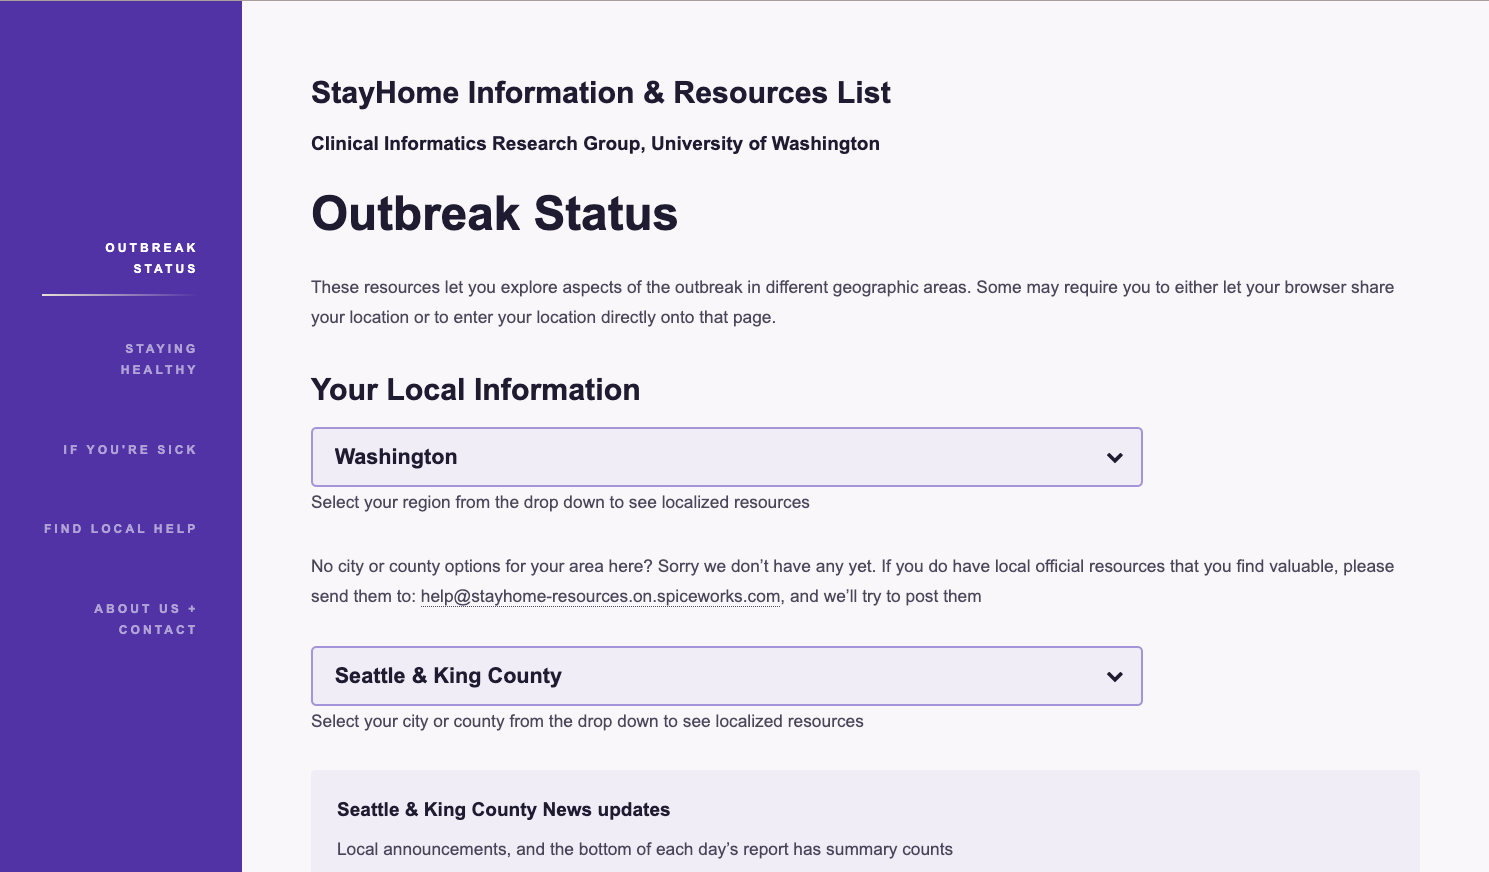 OUTBREAK
STATUS
STAYING
HEALTHY
IF YOU'RE SICK
FIND LOCAL HELP
ABOUT US +
CONTACT
StayHome Information & Resources List
Clinical Informatics Research Group, University of Washington
Outbreak Status
These resources let you explore aspects of the outbreak in different geographic areas. Some may require you to either let your browser share
your location or to enter your location directly onto that page.
Your Local Information
Washington
Select your region from the drop down to see localized resources
No city or county options for your area here? Sorry we don’t have any yet. If you do have local official resources that you find valuable, please
send them to: help@stayhome-resources.on.spiceworks.com, and we’ll try to post them
Seattle & King County
Select your city or county from the drop down to see localized resources
Seattle & King County News updates
Local announcements, and the bottom of each day’s report has summary counts